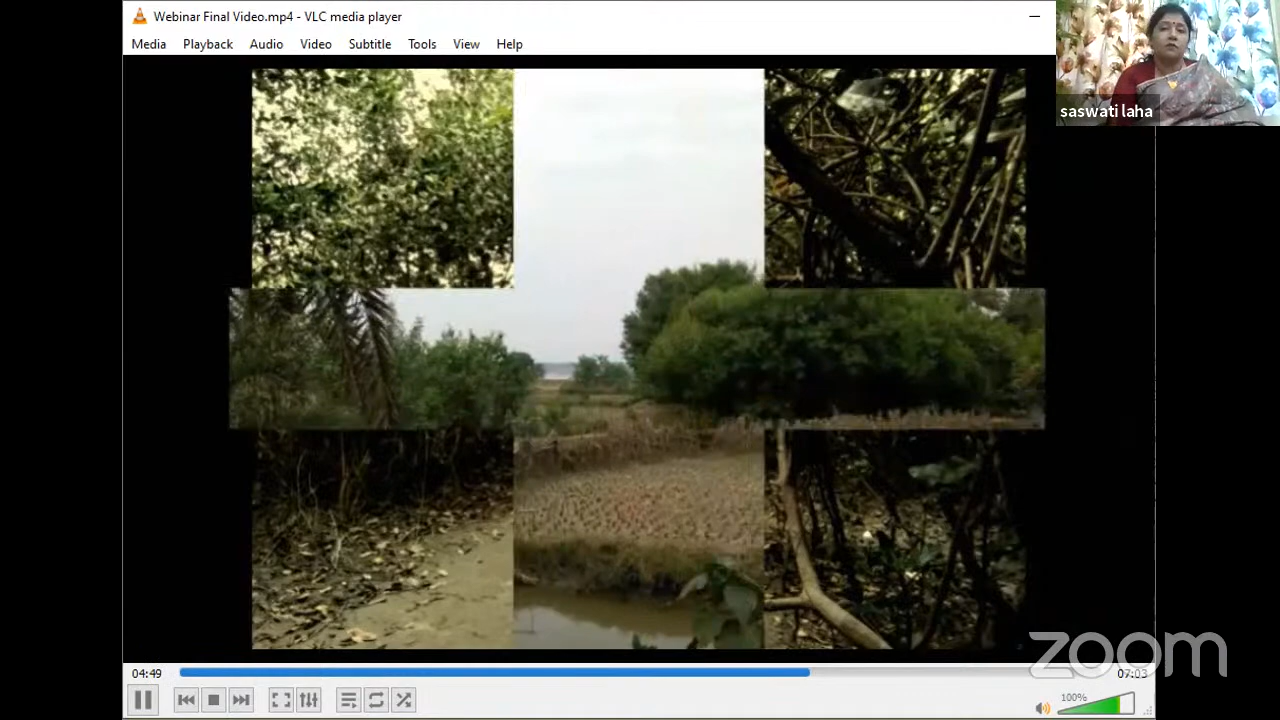 Webinar Final Video.mp4 - VLC media player
Media Playback Audio Video Subtitle Tools View Help
saswati laha
04:49
07:03
100%
zoom